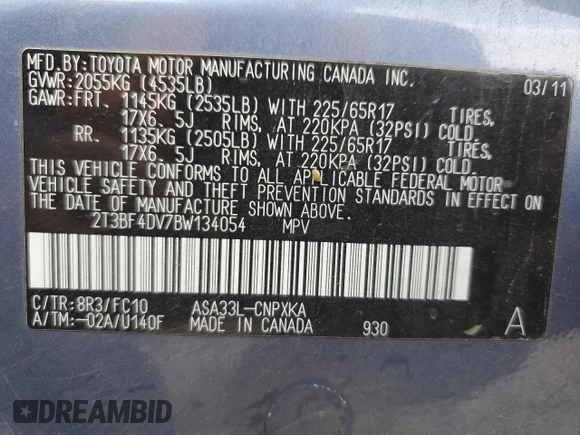 MFD.BY:TOYOTA MOTOR MANUFACTURING CANADA INC.
GVWR:2055KG (4535LB) 03/11
GAWR:FRT. 1145KG (2535LB) WITH 225/65R17 TIRES,
17X6. 5J RIMS, AT 220KPA (32PSI) COLD.
RR. 1135KG (2505LB) WITH 225/65R17 TIRES,
17X6. 5J RIMS, AT 220KPA (32PSI) COLD.
THIS VEHICLE CONFORMS TO ALL APPLICABLE FEDERAL MOTOR
VEHICLE SAFETY AND THEFT PREVENTION STANDARDS IN EFFECT ON
THE DATE OF MANUFACTURE SHOWN ABOVE.
2T3BF4DV7BW134054 MPV
C/TR:8R3/FC10 ASA33L-CNPXKA
A/TM:-02A/U140F MADE IN CANADA 930 A
DREAMBID